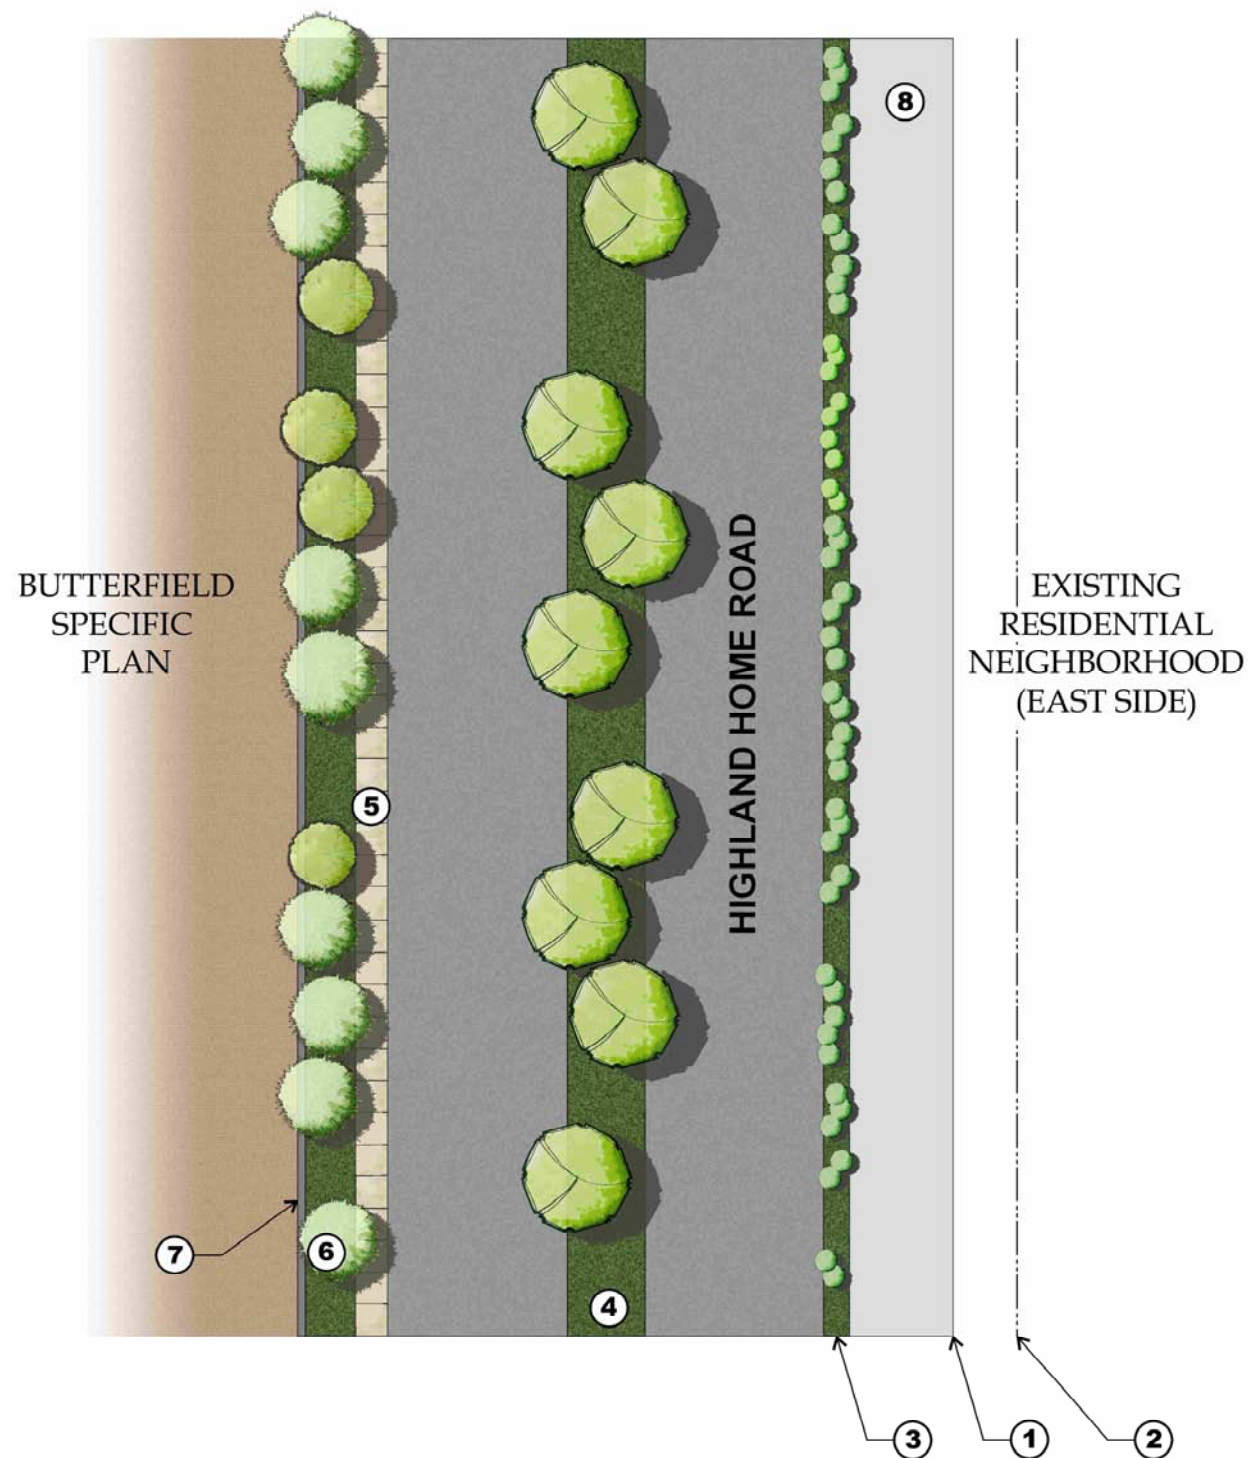 8
HIGHLAND HOME ROAD
BUTTERFIELD
SPECIFIC
PLAN
EXISTING
RESIDENTIAL
NEIGHBORHOOD
(EAST SIDE)
5
7
6
4
3
1
2